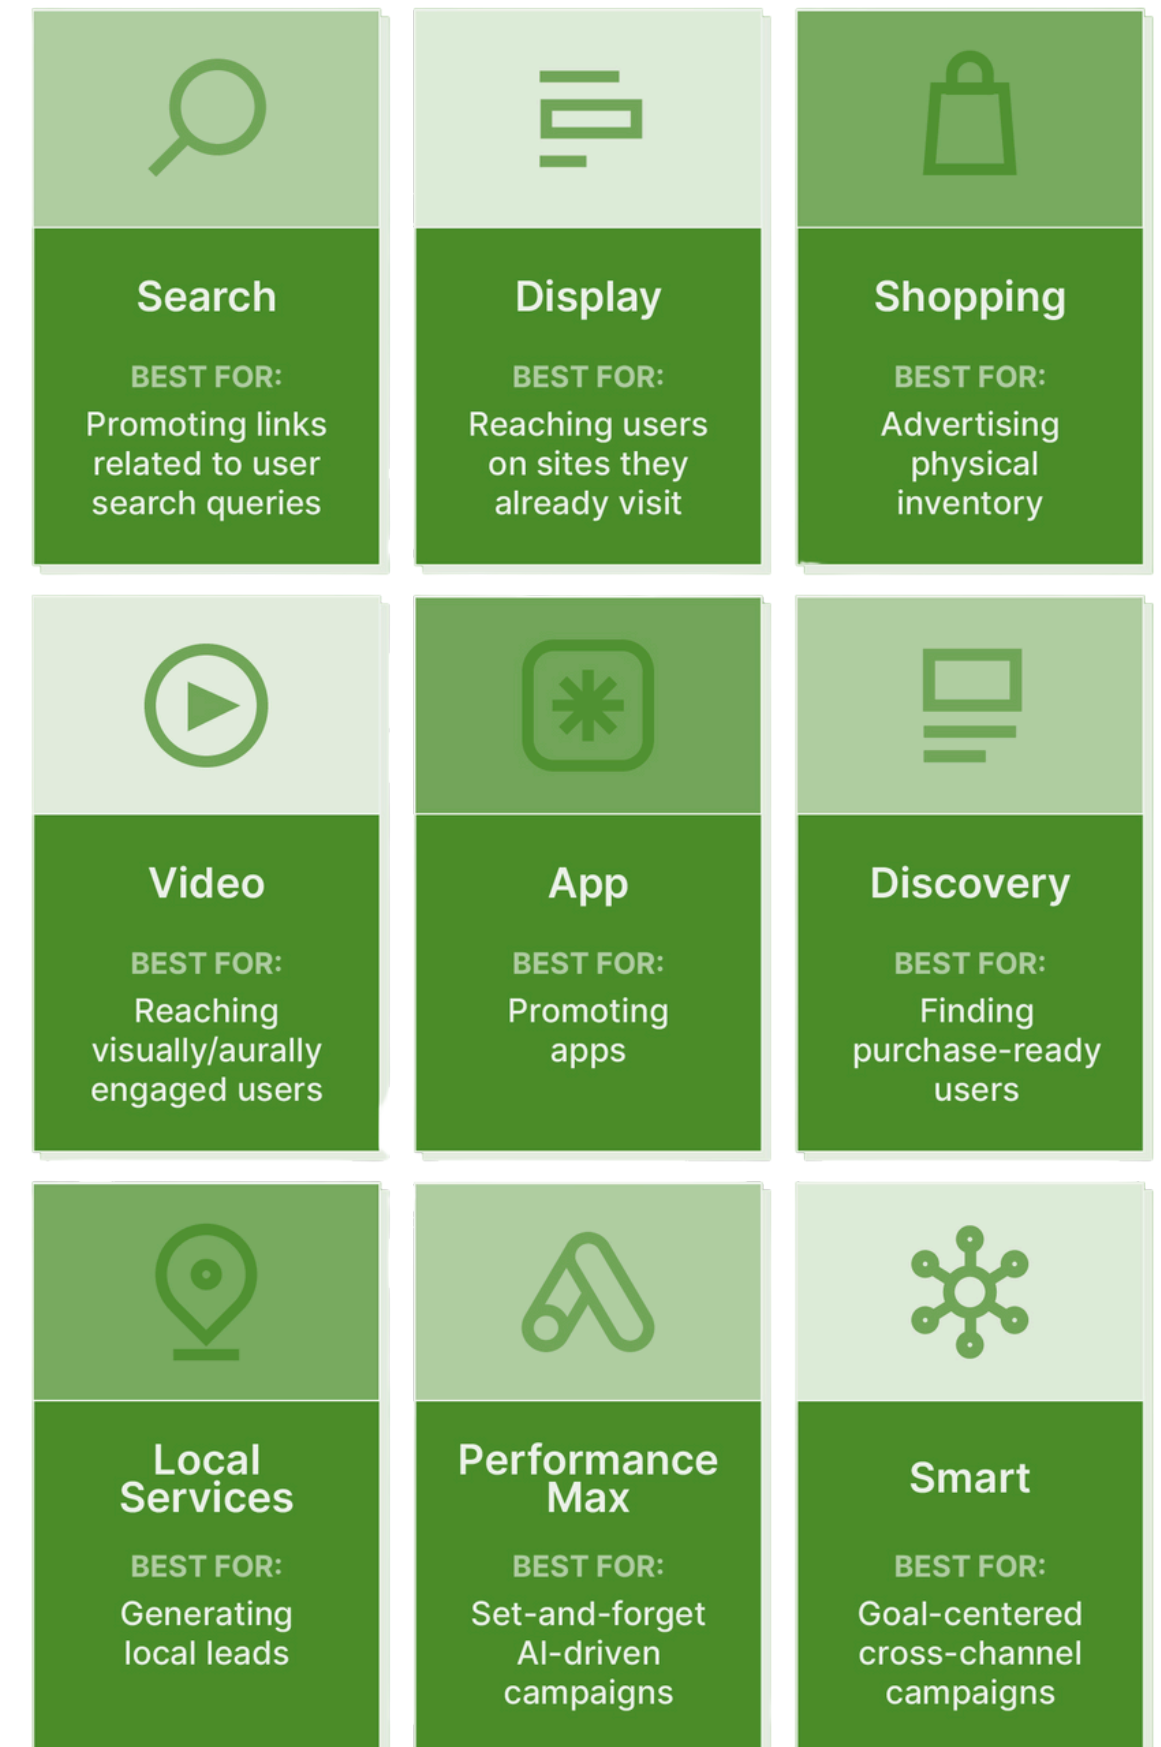 Search
BEST FOR:
Promoting links
related to user
search queries
Display
BEST FOR:
Reaching users
on sites they
already visit
Shopping
BEST FOR:
Advertising
physical
inventory
Video
BEST FOR:
Reaching
visually/aurally
engaged users
App
BEST FOR:
Promoting
apps
Discovery
BEST FOR:
Finding
purchase-ready
users
Local
Services
BEST FOR:
Generating
local leads
Performance
Max
BEST FOR:
Set-and-forget
AI-driven
campaigns
Smart
BEST FOR:
Goal-centered
cross-channel
campaigns